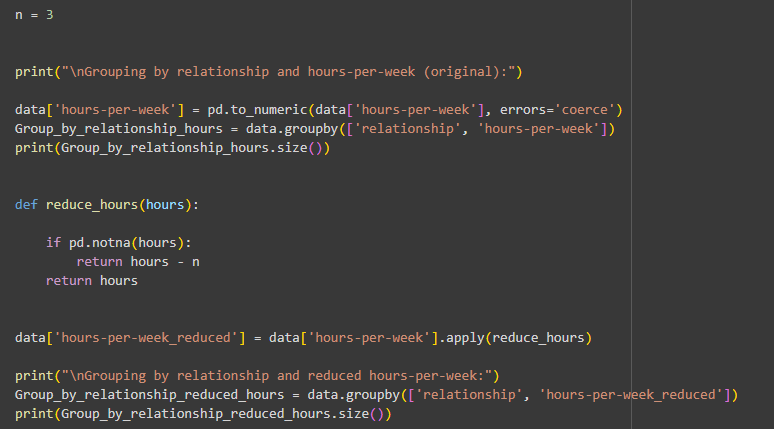 n = 3
print("\nGrouping by relationship and hours-per-week (original):")
data['hours-per-week'] = pd.to_numeric(data['hours-per-week'], errors='coerce')
Group_by_relationship_hours = data.groupby(['relationship', 'hours-per-week'])
print(Group_by_relationship_hours.size())
def reduce_hours(hours):
    if pd.notna(hours):
        return hours - n
    return hours
data['hours-per-week_reduced'] = data['hours-per-week'].apply(reduce_hours)
print("\nGrouping by relationship and reduced hours-per-week:")
Group_by_relationship_reduced_hours = data.groupby(['relationship', 'hours-per-week_reduced'])
print(Group_by_relationship_reduced_hours.size())